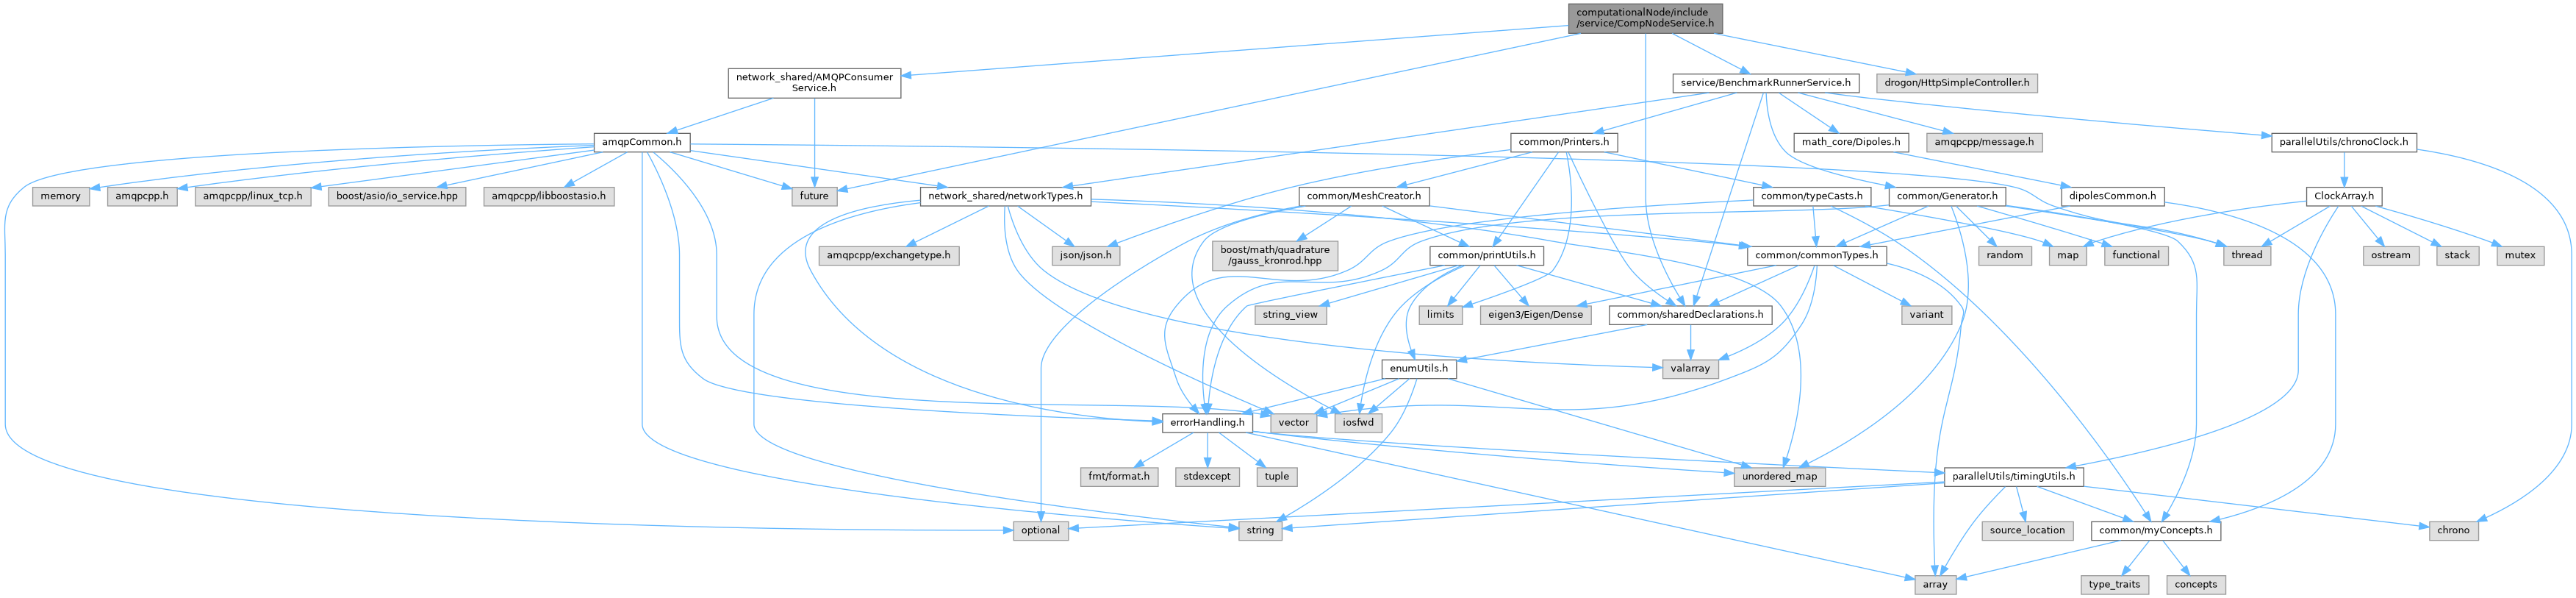 computationalNode/include
/service/CompNodeService.h
network_shared/AMQPConsumer
Service.h
service/BenchmarkRunnerService.h
drogon/HttpSimpleController.h
amqpCommon.h
common/Printers.h
math_core/Dipoles.h
amqpcpp/message.h
parallelUtils/chronoClock.h
memory
amqpcpp.h
amqpcpp/linux_tcp.h
boost/asio/io_service.hpp
amqpcpp/libboostasio.h
future
network_shared/networkTypes.h
common/MeshCreator.h
common/typeCasts.h
common/Generator.h
dipolesCommon.h
ClockArray.h
amqpcpp/exchangetype.h
json/json.h
boost/math/quadrature
/gauss_kronrod.hpp
common/printUtils.h
common/commonTypes.h
random
map
functional
thread
ostream
stack
mutex
string_view
limits
eigen3/Eigen/Dense
common/sharedDeclarations.h
variant
enumUtils.h
valarray
errorHandling.h
vector
iosfwd
fmt/format.h
stdexcept
tuple
unordered_map
parallelUtils/timingUtils.h
optional
string
source_location
common/myConcepts.h
chrono
array
type_traits
concepts